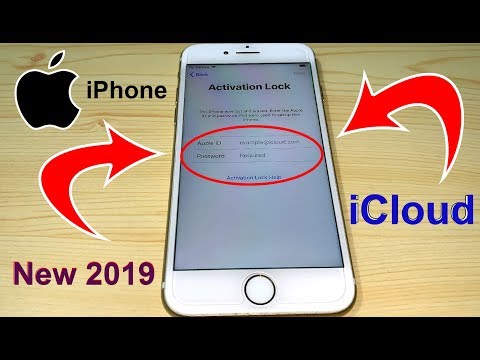 iPhone
Back
Activation Lock
This iPhone was lost and erased. Enter the Apple
ID and password that were used to set up this
iPhone.
Apple ID example@icloud.com
Password Required
Activation Lock Help
iCloud
New 2019